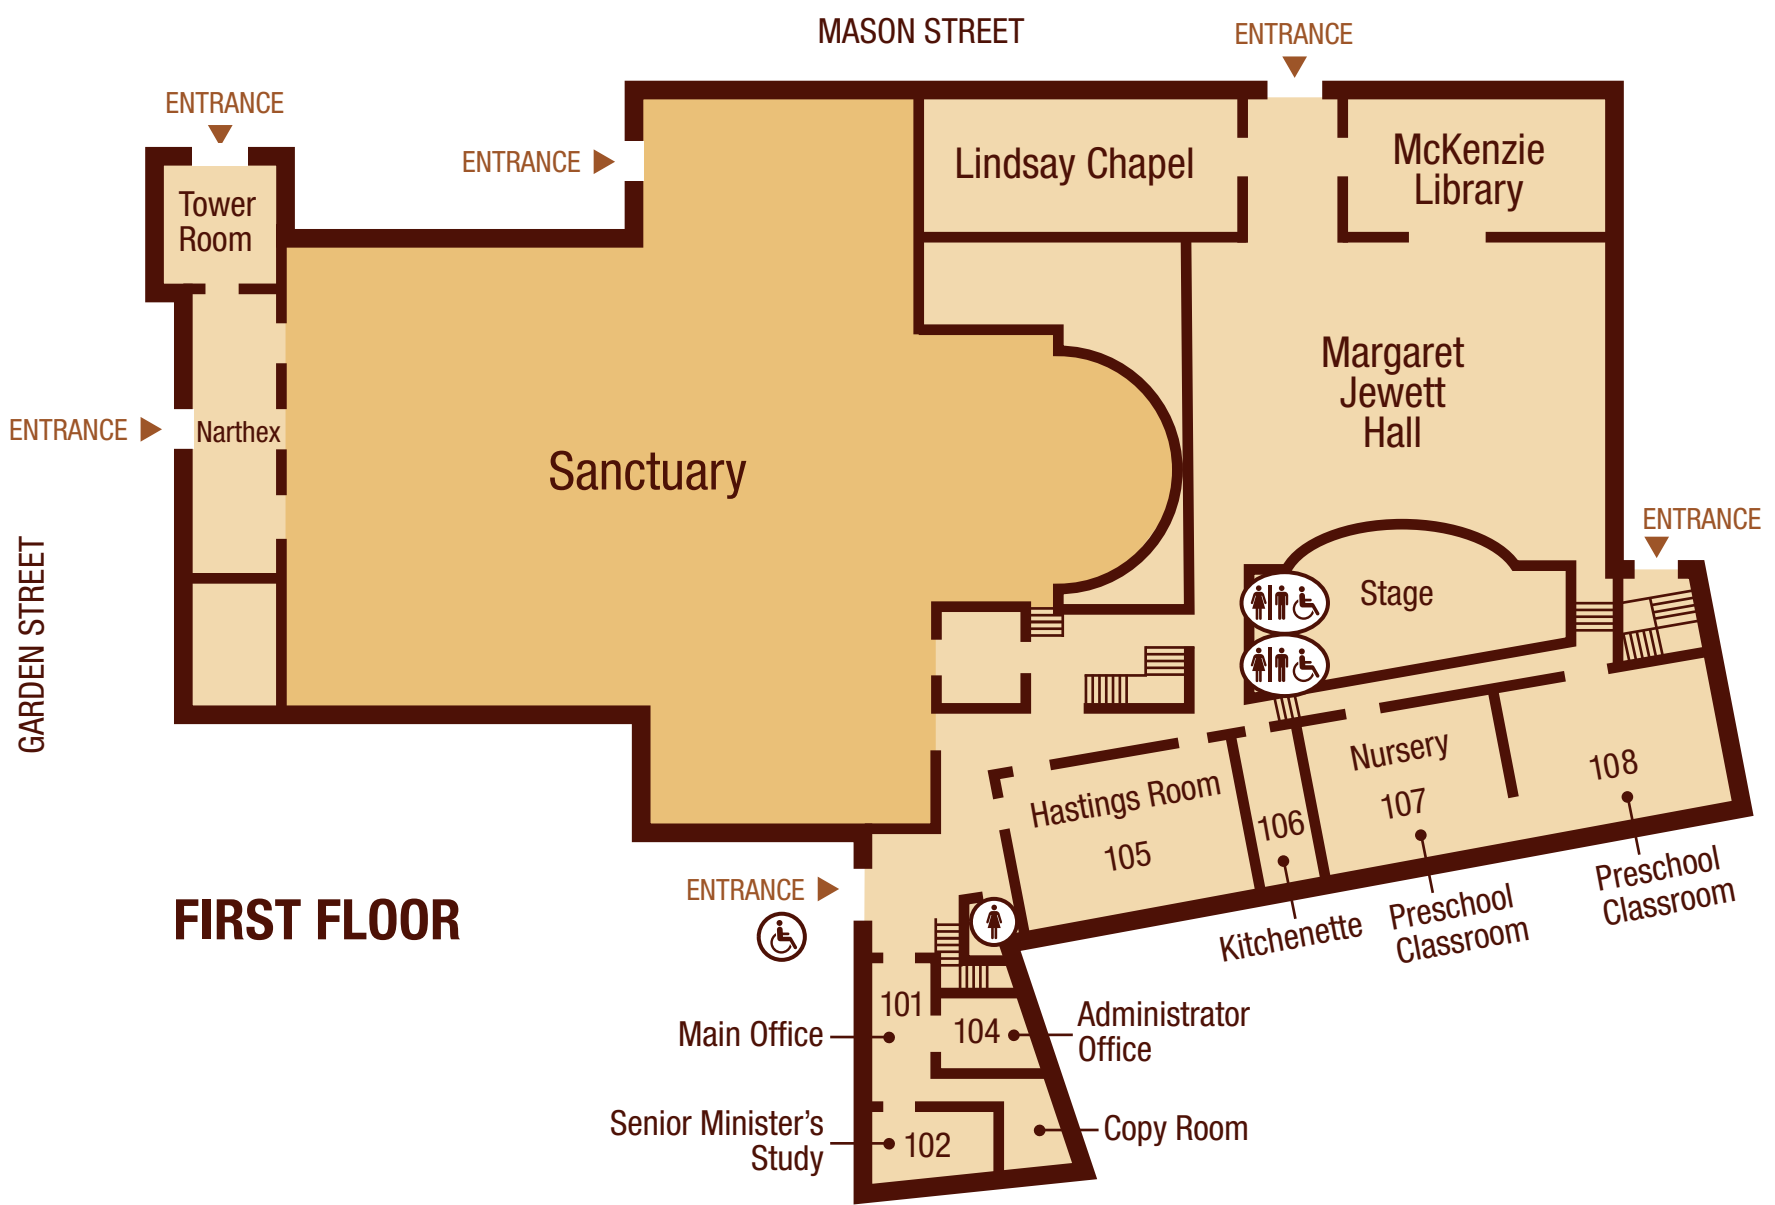 MASON STREET
ENTRANCE
ENTRANCE
ENTRANCE
Lindsay Chapel
McKenzie
Library
Tower
Room
Margaret
Jewett
Hall
ENTRANCE
Narthex
Sanctuary
ENTRANCE
GARDEN STREET
Stage
Nursery
107
108
Hastings Room
105
106
Preschool
Classroom
Preschool
Classroom
Kitchenette
ENTRANCE
FIRST FLOOR
101
Main Office
104
Administrator
Office
Senior Minister's
Study
102
Copy Room